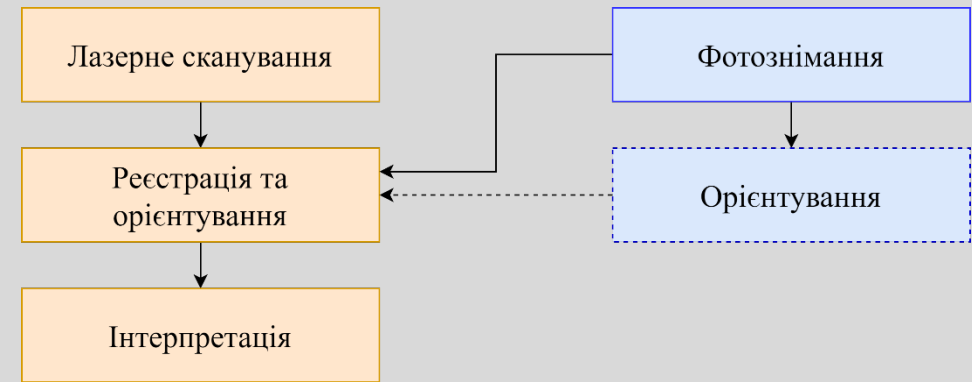 Лазерне сканування
Фотознімання
Реєстрація та
орієнтування
Орієнтування
Інтерпретація